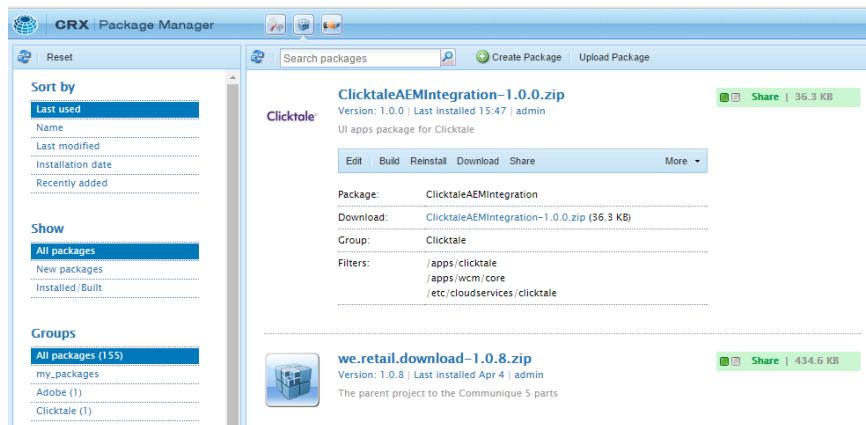 CRX Package Manager
Reset
Sort by
Last used
Name
Last modified
Installation date
Recently added
Show
All packages
New packages
Installed/Built
Groups
All packages (155)
my_packages
Adobe (1)
Clicktale (1)
Search packages
Create Package
Upload Package
Clicktale
ClicktaleAEMIntegration-1.0.0.zip
Version: 1.0.0 | Last installed 15:47 | admin
UI apps package for Clicktale
Share | 36.3 KB
Edit Build Reinstall Download Share More
Package: ClicktaleAEMIntegration
Download: ClicktaleAEMIntegration-1.0.0.zip (36.3 KB)
Group: Clicktale
Filters: /apps/clicktale
/apps/wcm/core
/etc/cloudservices/clicktale
we.retail.download-1.0.8.zip
Version: 1.0.8 | Last installed Apr 4 | admin
The parent project to the Communique 5 parts
Share | 434.6 KB